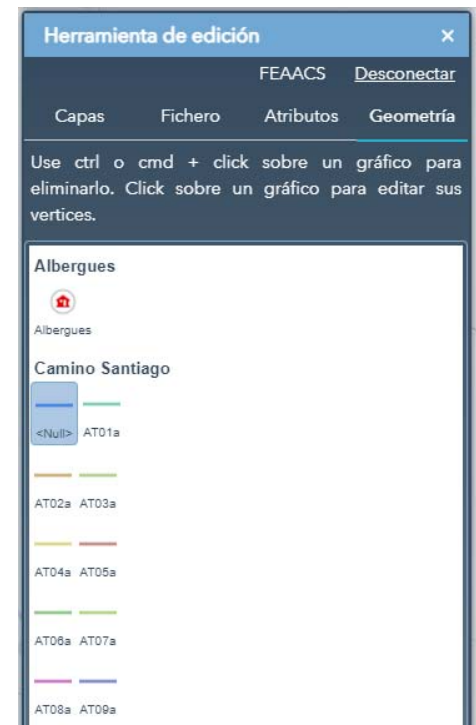 Herramienta de edición ×
FEAACS Desconectar
Capas Fichero Atributos Geometría
Use ctrl o cmd + click sobre un gráfico para
eliminarlo. Click sobre un gráfico para editar sus
vertices.
Albergues
Albergues
Camino Santiago
<Null> AT01a
AT02a AT03a
AT04a AT05a
AT06a AT07a
AT08a AT09a